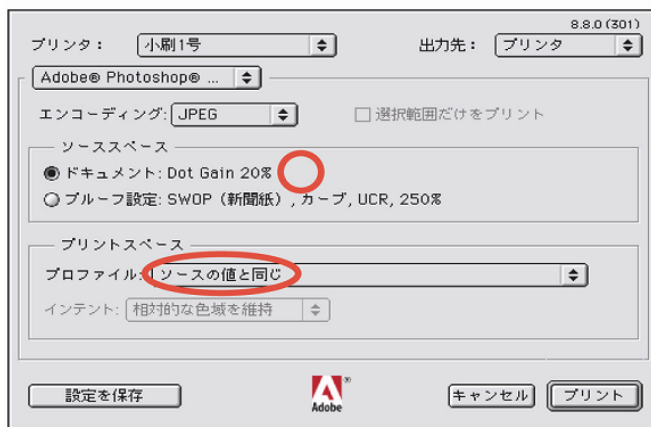 8.8.0 (301)
プリンタ： 小刷1号 出力先： プリンタ
Adobe® Photoshop® ...
エンコーディング: JPEG 選択範囲だけをプリント
ソーススペース
ドキュメント: Dot Gain 20%
プルーフ設定: SWOP（新聞紙）, カーブ, UCR, 250%
プリントスペース
プロファイル: ソースの値と同じ
インテント: 相対的な色域を維持
設定を保存 Adobe® キャンセル プリント